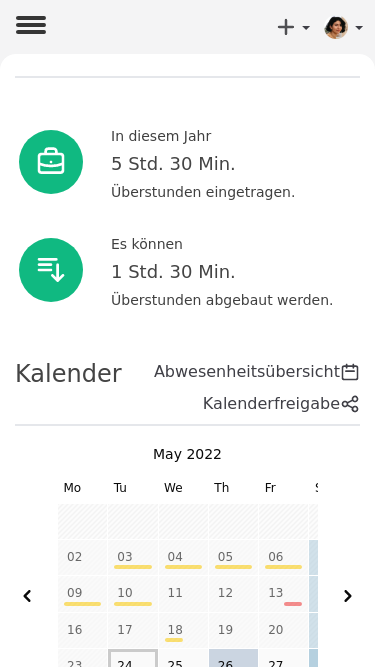 In diesem Jahr
5 Std. 30 Min.
Überstunden eingetragen.
Es können
1 Std. 30 Min.
Überstunden abgebaut werden.
Kalender
Abwesenheitsübersicht
Kalenderfreigabe
May 2022
Mo Tu We Th Fr
02 03 04 05 06
09 10 11 12 13
16 17 18 19 20
23 24 25 26 27